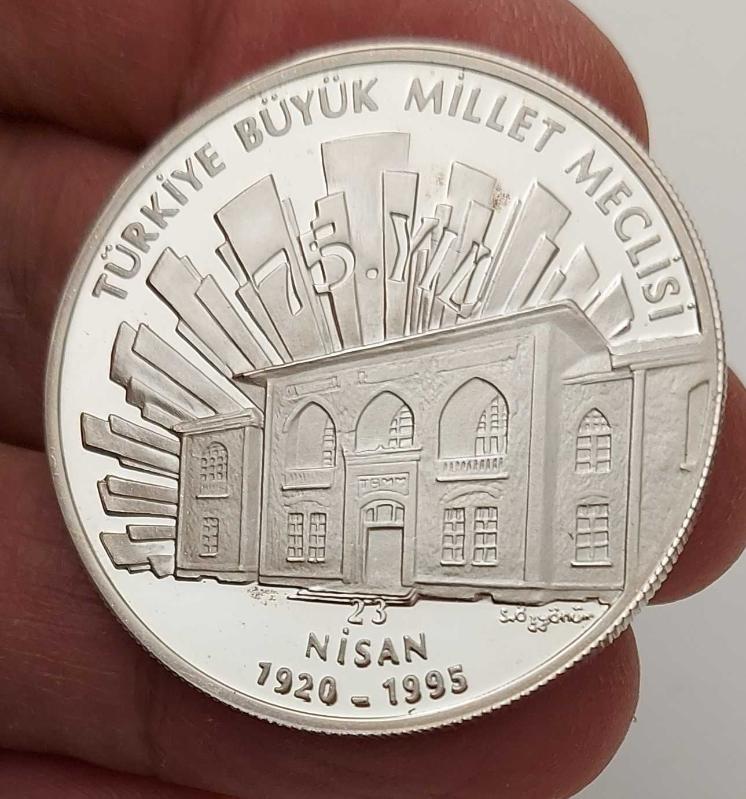 TÜRKİYE BÜYÜK MİLLET MECLİSİ
75. YIL
TBMM
23
NİSAN
1920 - 1995